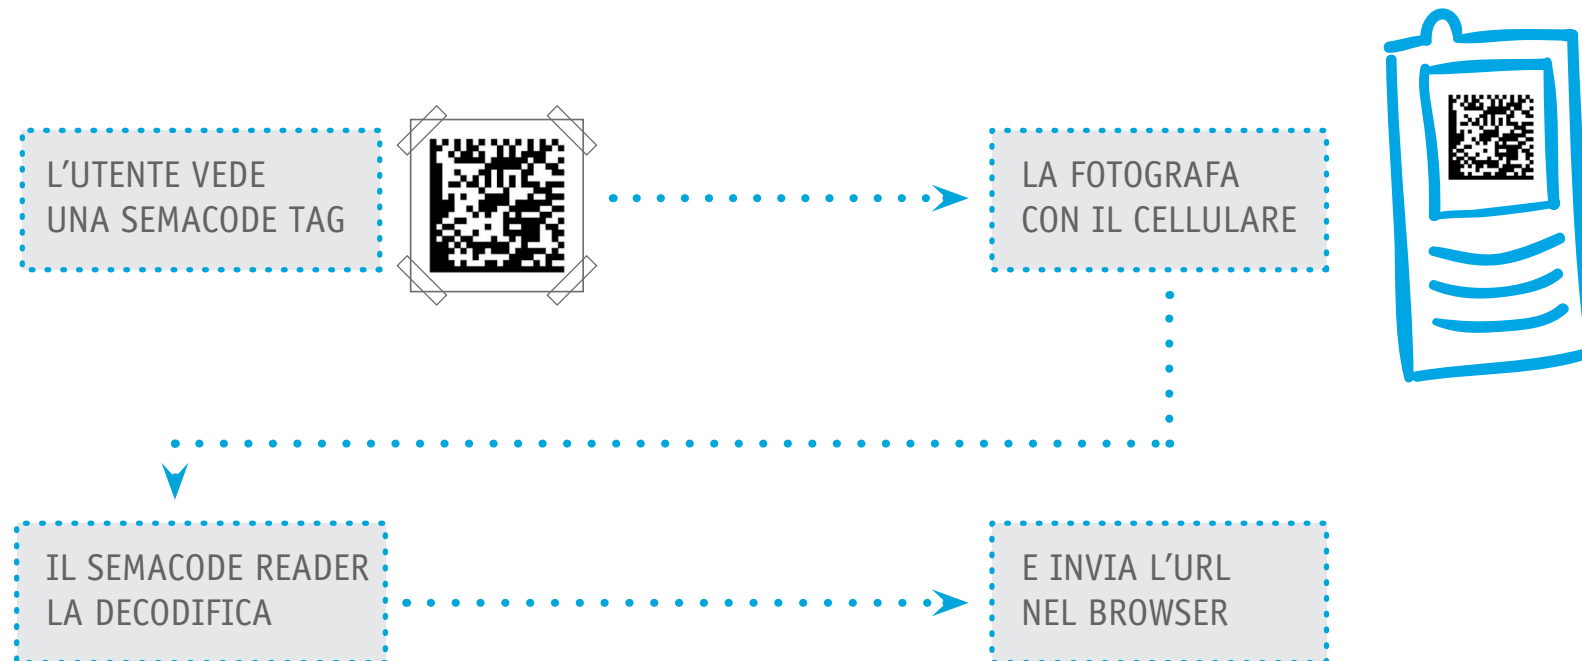 L’UTENTE VEDE
UNA SEMACODE TAG
LA FOTOGRAFA
CON IL CELLULARE
IL SEMACODE READER
LA DECODIFICA
E INVIA L’URL
NEL BROWSER